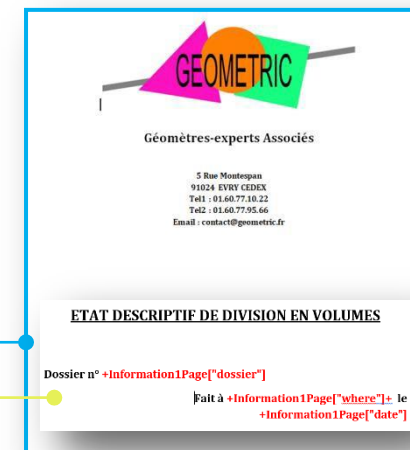 GEOMETRIC
Géomètres-experts Associés
5 Rue Montespan
91024 EVRY CEDEX
Tel1 : 01.60.77.10.22
Tel2 : 01.60.77.95.66
Email : contact@geometric.fr
ETAT DESCRIPTIF DE DIVISION EN VOLUMES
Dossier n° +Information1Page["dossier"]
Fait à +Information1Page["where"]+ le
+Information1Page["date"]